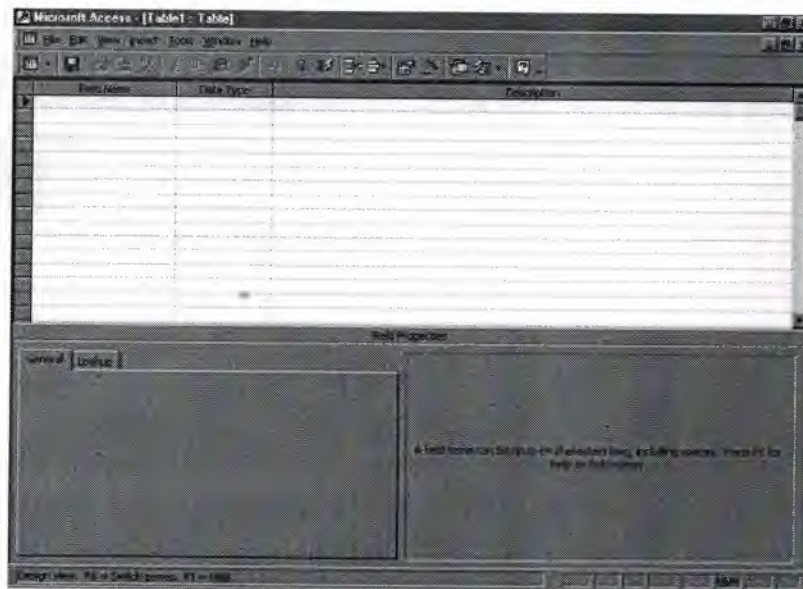 Microsoft Access - [Table1 : Table]
File Edit View Insert Tools Window Help
Field Name Data Type Description
Field Properties
General Lookup
A field name can be up to 64 characters long, including spaces. Press F1 for
help on field names.
Design view. F6 = Switch panes. F1 = Help. NUM